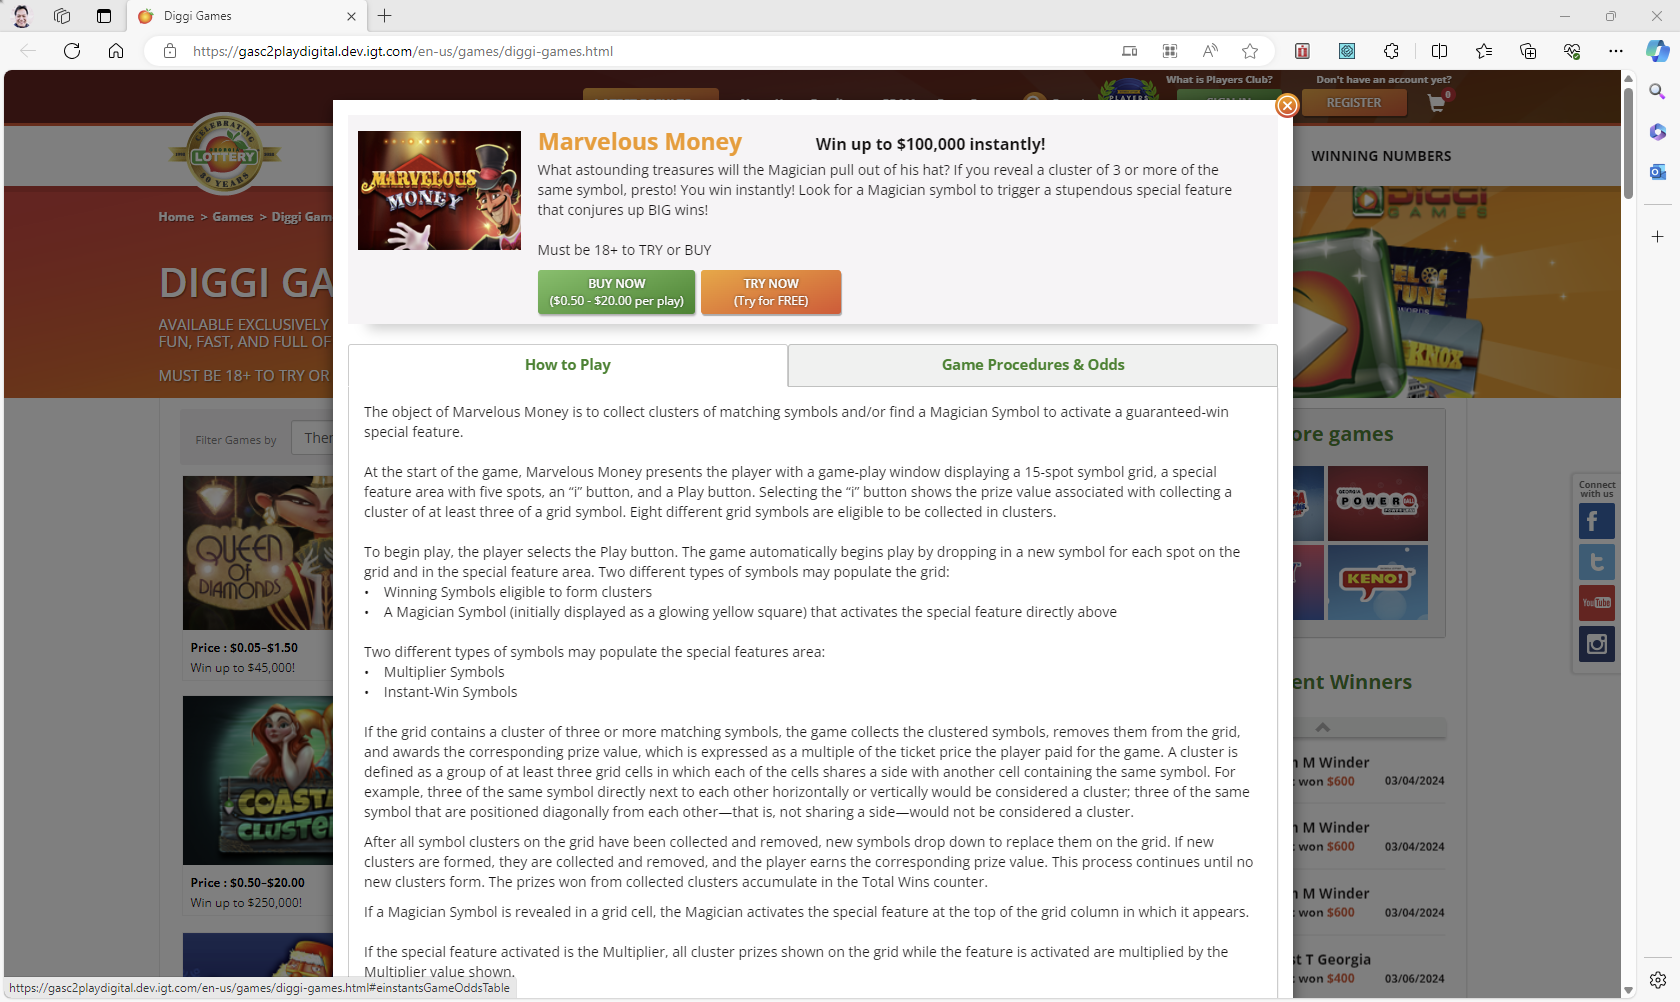 Diggi Games
https://gasc2playdigital.dev.igt.com/en-us/games/diggi-games.html
What is Players Club?
Don't have an account yet?
PLAYERS
SIGN IN
REGISTER
0
CELEBRATING
GEORGIA
LOTTERY
30 YEARS
WINNING NUMBERS
Home > Games > Diggi Gam
DIGGI GA
AVAILABLE EXCLUSIVELY
FUN, FAST, AND FULL OF
MUST BE 18+ TO TRY OR
DIGGI
GAMES
KNOX
MARVELOUS
MONEY
Marvelous Money
Win up to $100,000 instantly!
What astounding treasures will the Magician pull out of his hat? If you reveal a cluster of 3 or more of the
same symbol, presto! You win instantly! Look for a Magician symbol to trigger a stupendous special feature
that conjures up BIG wins!
Must be 18+ to TRY or BUY
BUY NOW
($0.50 - $20.00 per play)
TRY NOW
(Try for FREE)
How to Play
Game Procedures & Odds
The object of Marvelous Money is to collect clusters of matching symbols and/or find a Magician Symbol to activate a guaranteed-win
special feature.
At the start of the game, Marvelous Money presents the player with a game-play window displaying a 15-spot symbol grid, a special
feature area with five spots, an “i” button, and a Play button. Selecting the “i” button shows the prize value associated with collecting a
cluster of at least three of a grid symbol. Eight different grid symbols are eligible to be collected in clusters.
To begin play, the player selects the Play button. The game automatically begins play by dropping in a new symbol for each spot on the
grid and in the special feature area. Two different types of symbols may populate the grid:
• Winning Symbols eligible to form clusters
• A Magician Symbol (initially displayed as a glowing yellow square) that activates the special feature directly above
Two different types of symbols may populate the special features area:
• Multiplier Symbols
• Instant-Win Symbols
If the grid contains a cluster of three or more matching symbols, the game collects the clustered symbols, removes them from the grid,
and awards the corresponding prize value, which is expressed as a multiple of the ticket price the player paid for the game. A cluster is
defined as a group of at least three grid cells in which each of the cells shares a side with another cell containing the same symbol. For
example, three of the same symbol directly next to each other horizontally or vertically would be considered a cluster; three of the same
symbol that are positioned diagonally from each other—that is, not sharing a side—would not be considered a cluster.
After all symbol clusters on the grid have been collected and removed, new symbols drop down to replace them on the grid. If new
clusters are formed, they are collected and removed, and the player earns the corresponding prize value. This process continues until no
new clusters form. The prizes won from collected clusters accumulate in the Total Wins counter.
If a Magician Symbol is revealed in a grid cell, the Magician activates the special feature at the top of the grid column in which it appears.
If the special feature activated is the Multiplier, all cluster prizes shown on the grid while the feature is activated are multiplied by the
Multiplier value shown.
Filter Games by
Ther
QUEEN
OF
DIAMONDS
Price : $0.05–$1.50
Win up to $45,000!
COASTA
CLUSTE
Price : $0.50–$20.00
Win up to $250,000!
ore games
GEORGIA
POWERBALL
KENO!
Connect
with us
YouTube
ent Winners
n M Winder
: won $600
03/04/2024
n M Winder
: won $600
03/04/2024
n M Winder
: won $600
03/04/2024
st T Georgia
: won $400
03/06/2024
https://gasc2playdigital.dev.igt.com/en-us/games/diggi-games.html#einstantsGameOddsTable